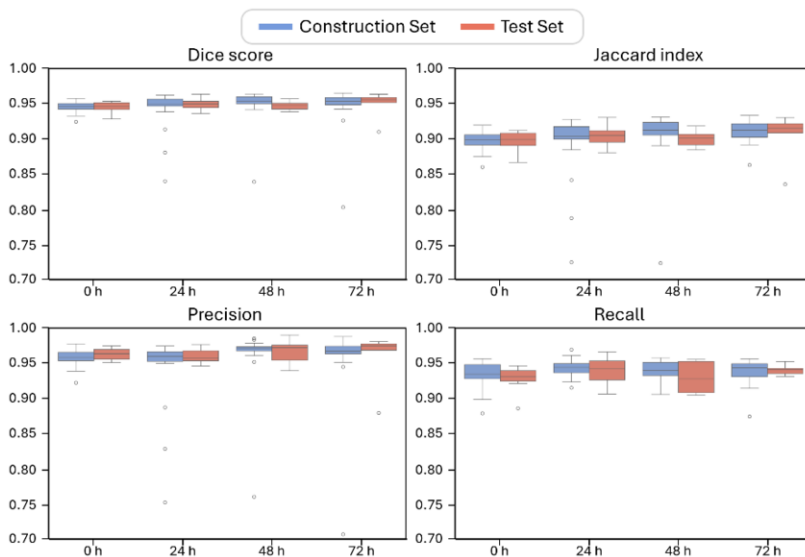 Construction Set Test Set
Dice score Jaccard index
1.00 1.00
0.95 0.95
0.90 0.90
0.85 0.85
0.80 0.80
0.75 0.75
0.70 0.70
0 h 24 h 48 h 72 h 0 h 24 h 48 h 72 h
Precision Recall
1.00 1.00
0.95 0.95
0.90 0.90
0.85 0.85
0.80 0.80
0.75 0.75
0.70 0.70
0 h 24 h 48 h 72 h 0 h 24 h 48 h 72 h